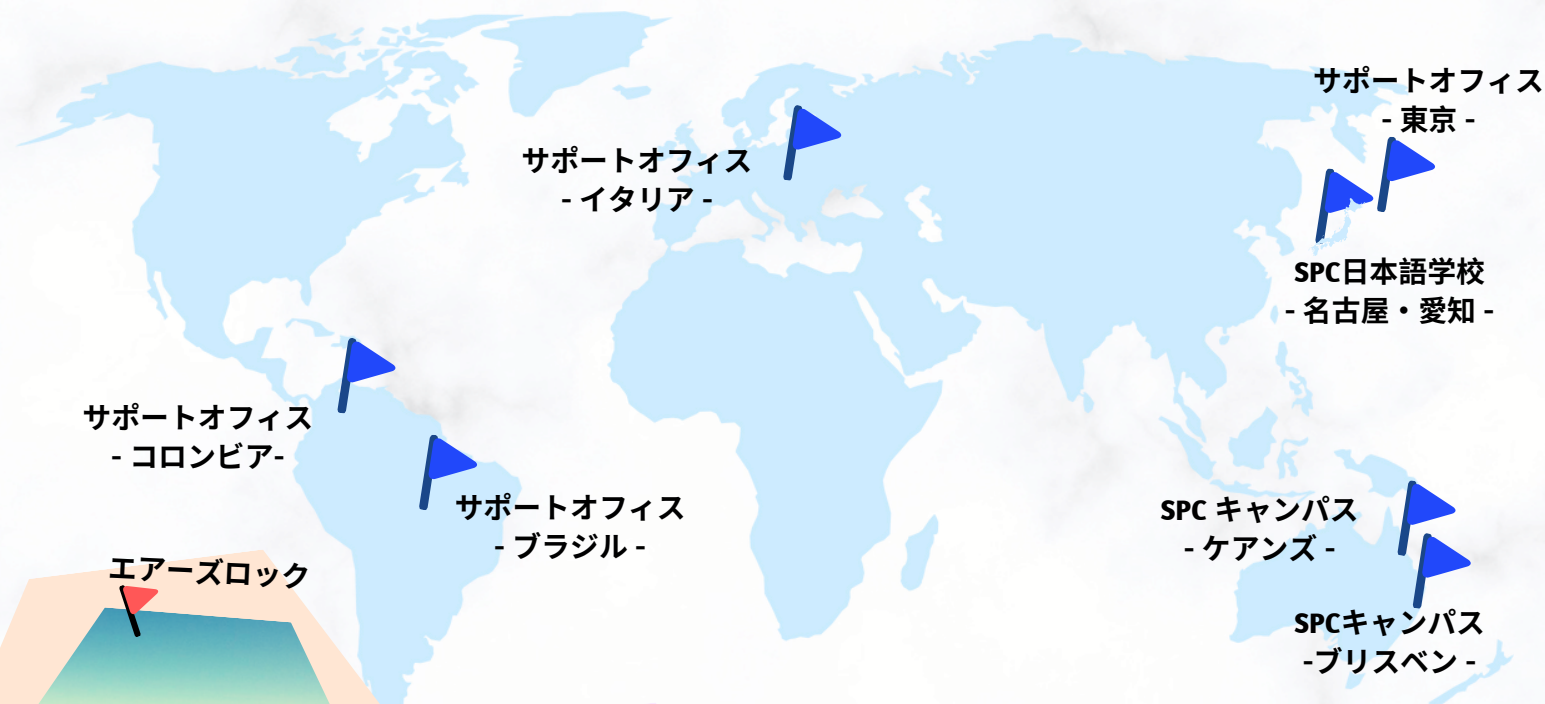 サポートオフィス
- 東京 -
サポートオフィス
- イタリア -
SPC日本語学校
- 名古屋・愛知 -
サポートオフィス
- コロンビア-
サポートオフィス
- ブラジル -
SPC キャンパス
- ケアンズ -
エアーズロック
SPCキャンパス
-ブリスベン -